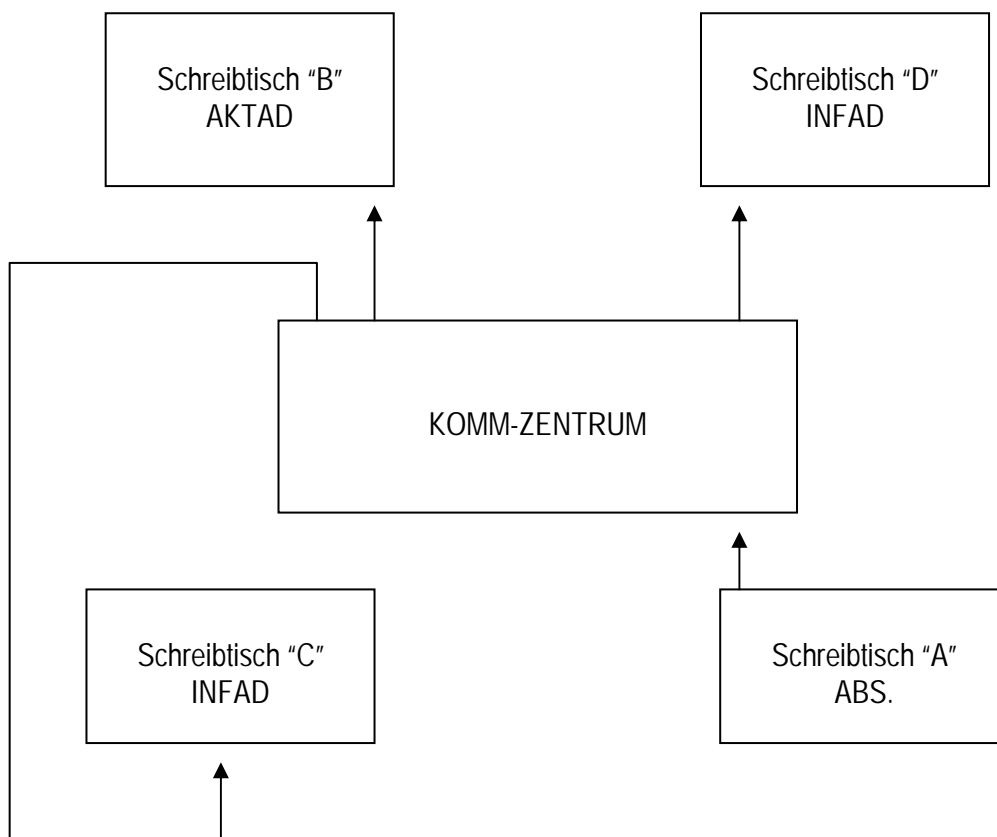 Schreibtisch “B”
AKTAD
Schreibtisch “D”
INFAD
KOMM-ZENTRUM
Schreibtisch “C”
INFAD
Schreibtisch “A”
ABS.